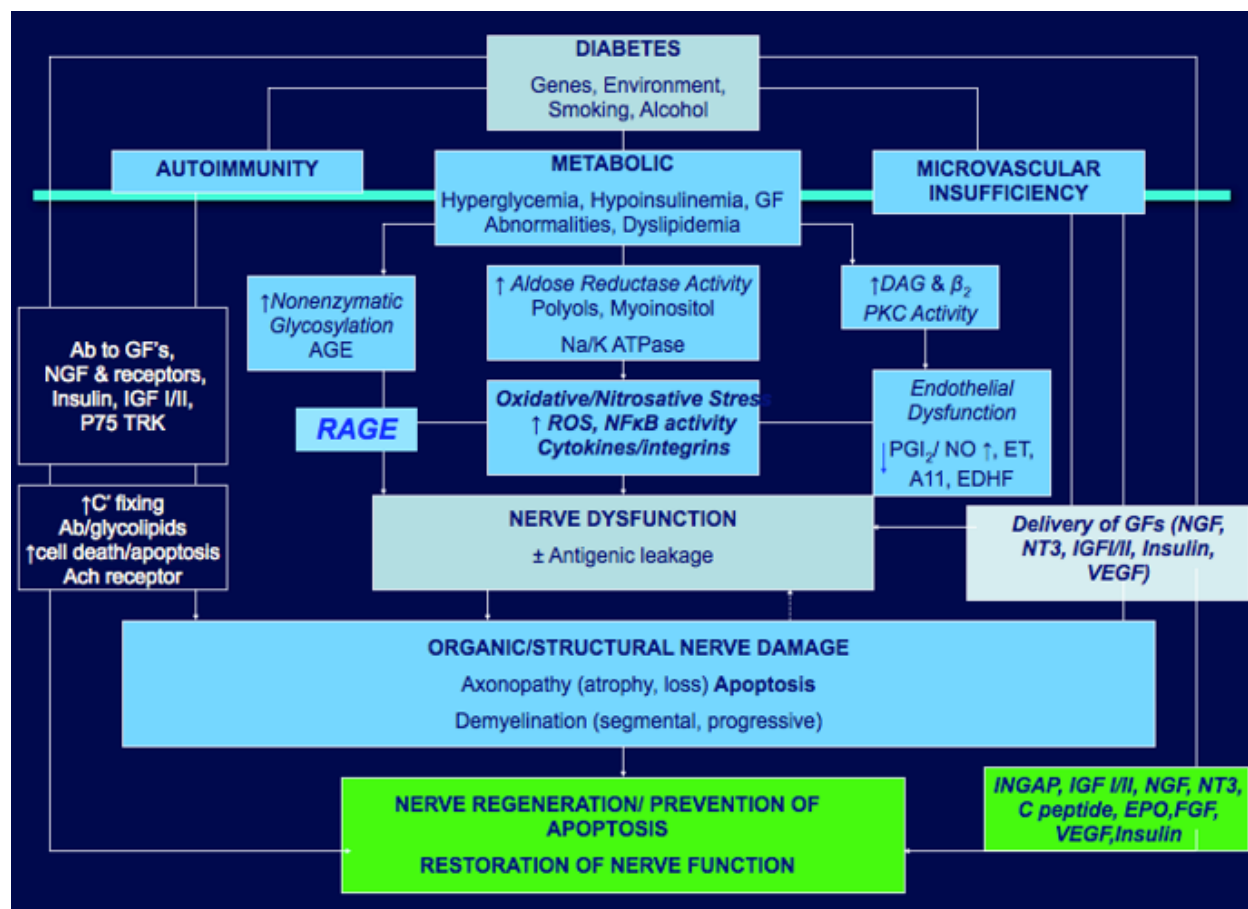 DIABETES
Genes, Environment,
Smoking, Alcohol
AUTOIMMUNITY
METABOLIC
Hyperglycemia, Hypoinsulinemia, GF
Abnormalities, Dyslipidemia
MICROVASCULAR
INSUFFICIENCY
↑Nonenzymatic
Glycosylation
AGE
↑ Aldose Reductase Activity
Polyols, Myoinositol
Na/K ATPase
↑DAG & β₂
PKC Activity
Ab to GF's,
NGF & receptors,
Insulin, IGF I/II,
P75 TRK
RAGE
Oxidative/Nitrosative Stress
↑ ROS, NFκB activity
Cytokines/integrins
Endothelial
Dysfunction
↓PGI₂/ NO ↑, ET,
A11, EDHF
↑C' fixing
Ab/glycolipids
↑cell death/apoptosis
Ach receptor
NERVE DYSFUNCTION
± Antigenic leakage
Delivery of GFs (NGF,
NT3, IGFI/II, Insulin,
VEGF)
ORGANIC/STRUCTURAL NERVE DAMAGE
Axonopathy (atrophy, loss) Apoptosis
Demyelination (segmental, progressive)
NERVE REGENERATION/ PREVENTION OF
APOPTOSIS
RESTORATION OF NERVE FUNCTION
INGAP, IGF I/II, NGF, NT3,
C peptide, EPO,FGF,
VEGF,Insulin